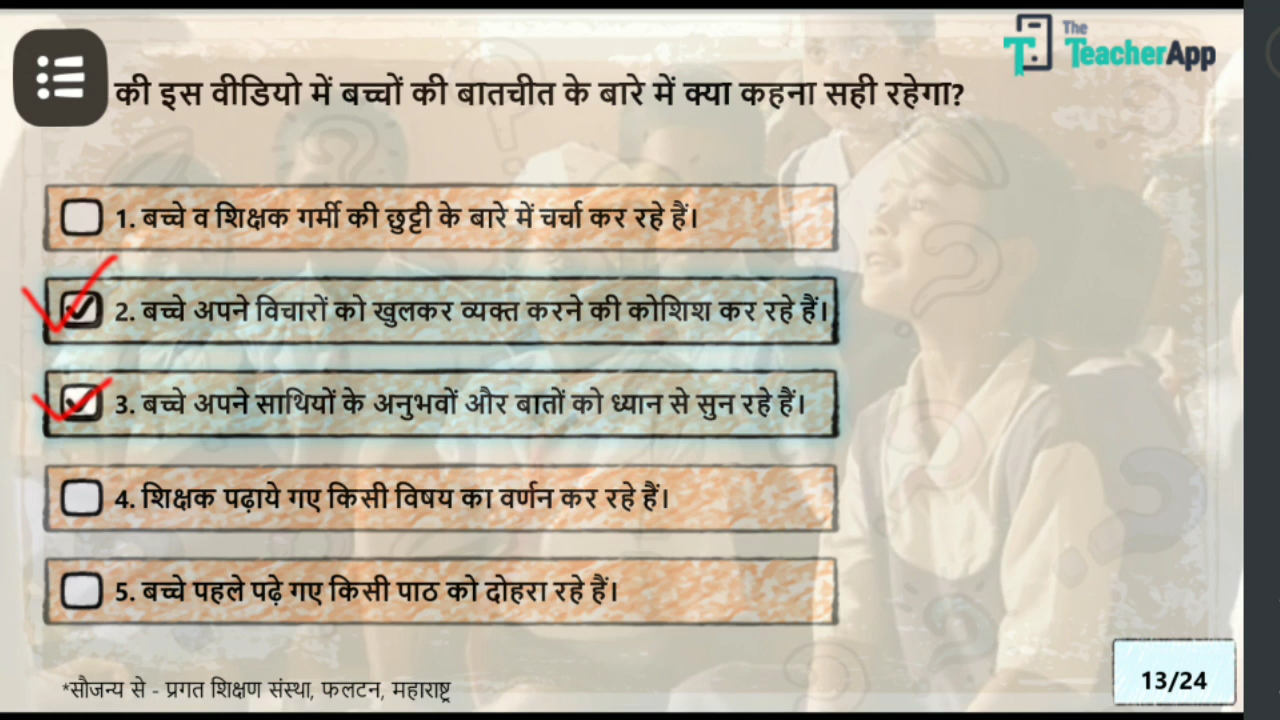 The
TeacherApp
की इस वीडियो में बच्चों की बातचीत के बारे में क्या कहना सही रहेगा?
1. बच्चे व शिक्षक गर्मी की छुट्टी के बारे में चर्चा कर रहे हैं।
2. बच्चे अपने विचारों को खुलकर व्यक्त करने की कोशिश कर रहे हैं।
3. बच्चे अपने साथियों के अनुभवों और बातों को ध्यान से सुन रहे हैं।
4. शिक्षक पढ़ाये गए किसी विषय का वर्णन कर रहे हैं।
5. बच्चे पहले पढ़े गए किसी पाठ को दोहरा रहे हैं।
*सौजन्य से - प्रगत शिक्षण संस्था, फलटन, महाराष्ट्र
13/24